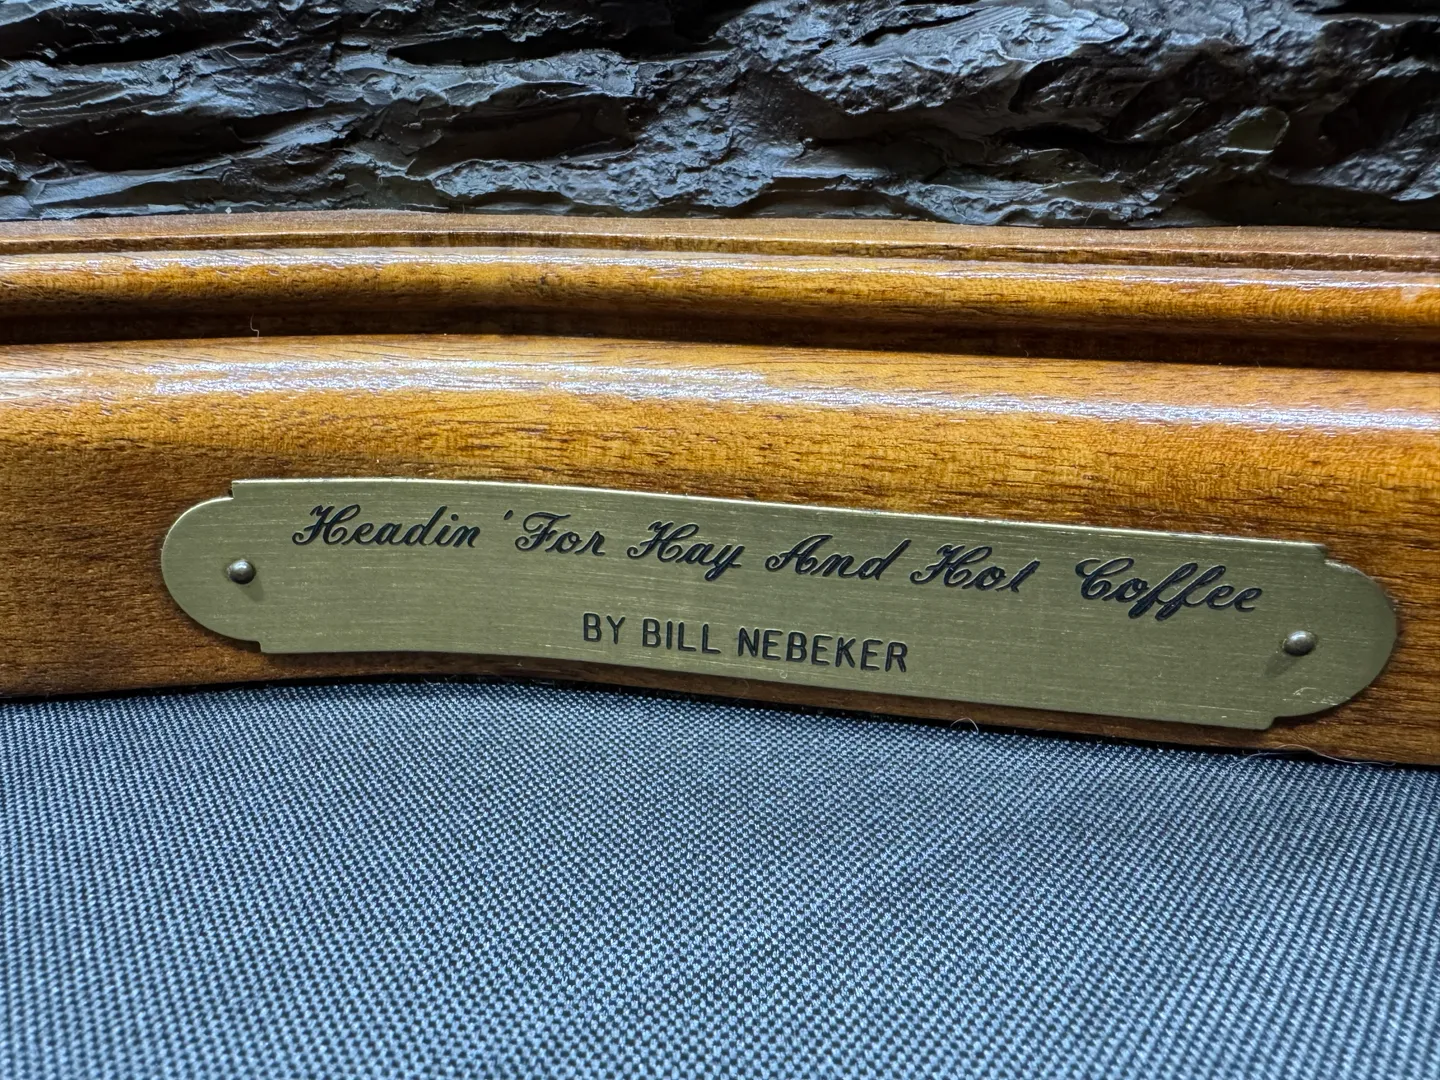 Headin' For Hay And Hot Coffee
BY BILL NEBEKER